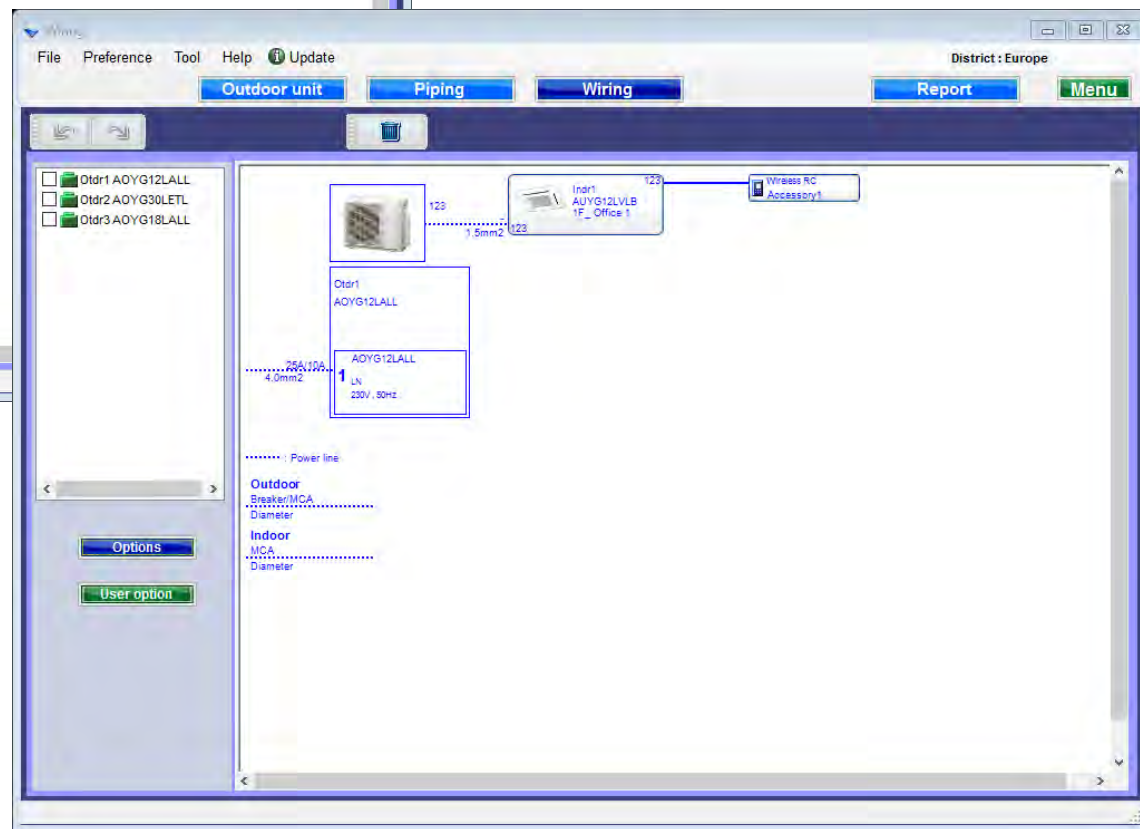 Wiring
File Preference Tool Help Update District : Europe
Outdoor unit Piping Wiring Report Menu
Otdr1 AOYG12LALL
Otdr2 AOYG30LETL
Otdr3 AOYG18LALL
Options
User option
123
1.5mm2
123
Indr1
AUYG12LVLB
1F_ Office 1
123
Wireless RC
Accessory1
Otdr1
AOYG12LALL
25A/10A
4.0mm2
AOYG12LALL
1 LN
230V , 50Hz
: Power line
Outdoor
Breaker/MCA
Diameter
Indoor
MCA
Diameter